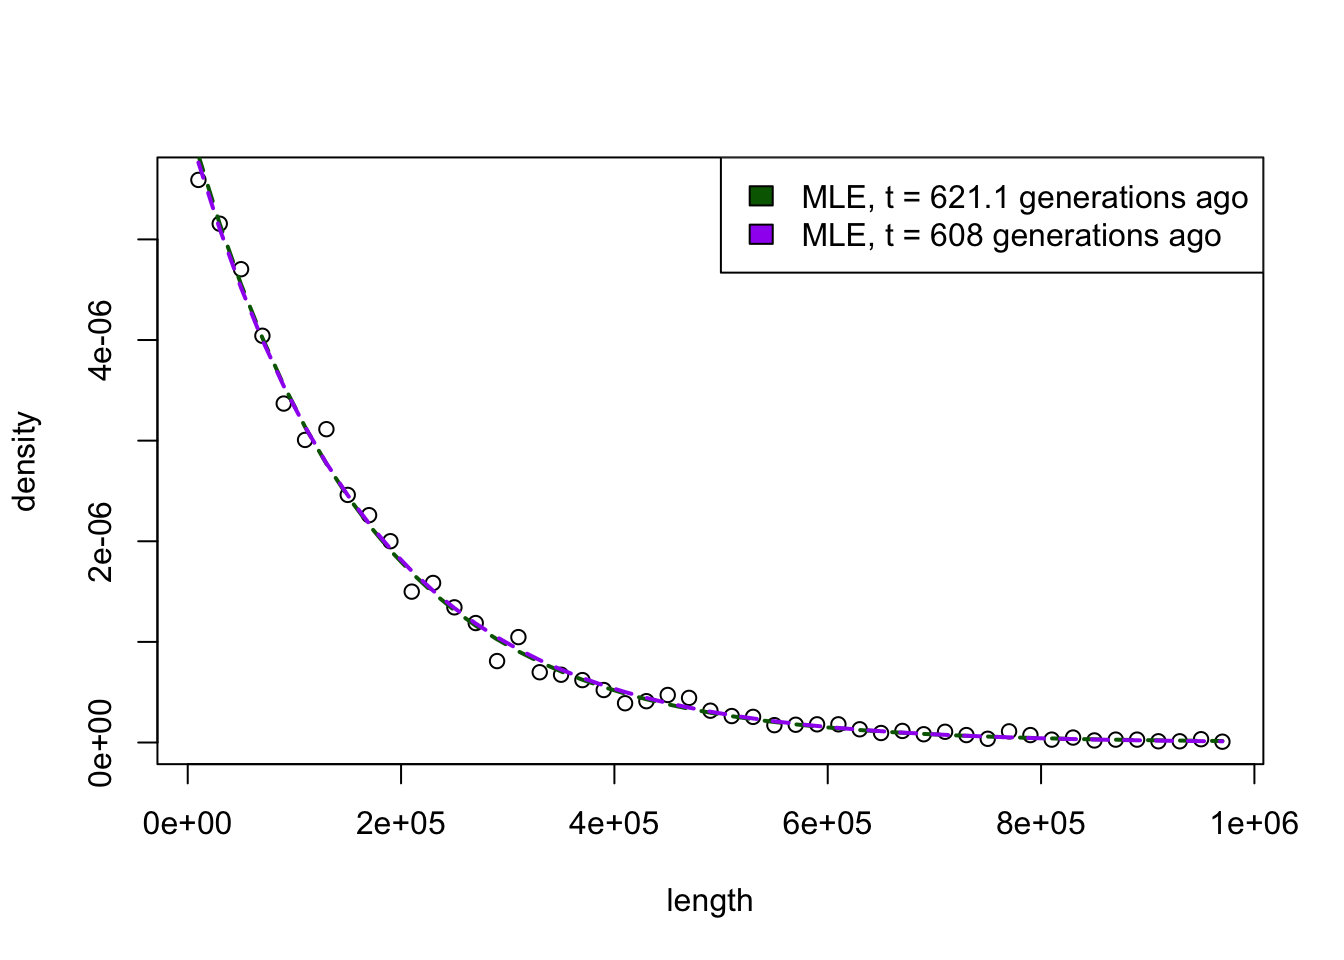 MLE, t = 621.1 generations ago
MLE, t = 608 generations ago
density
4e-06
2e-06
0e+00
0e+00 2e+05 4e+05 6e+05 8e+05 1e+06
length